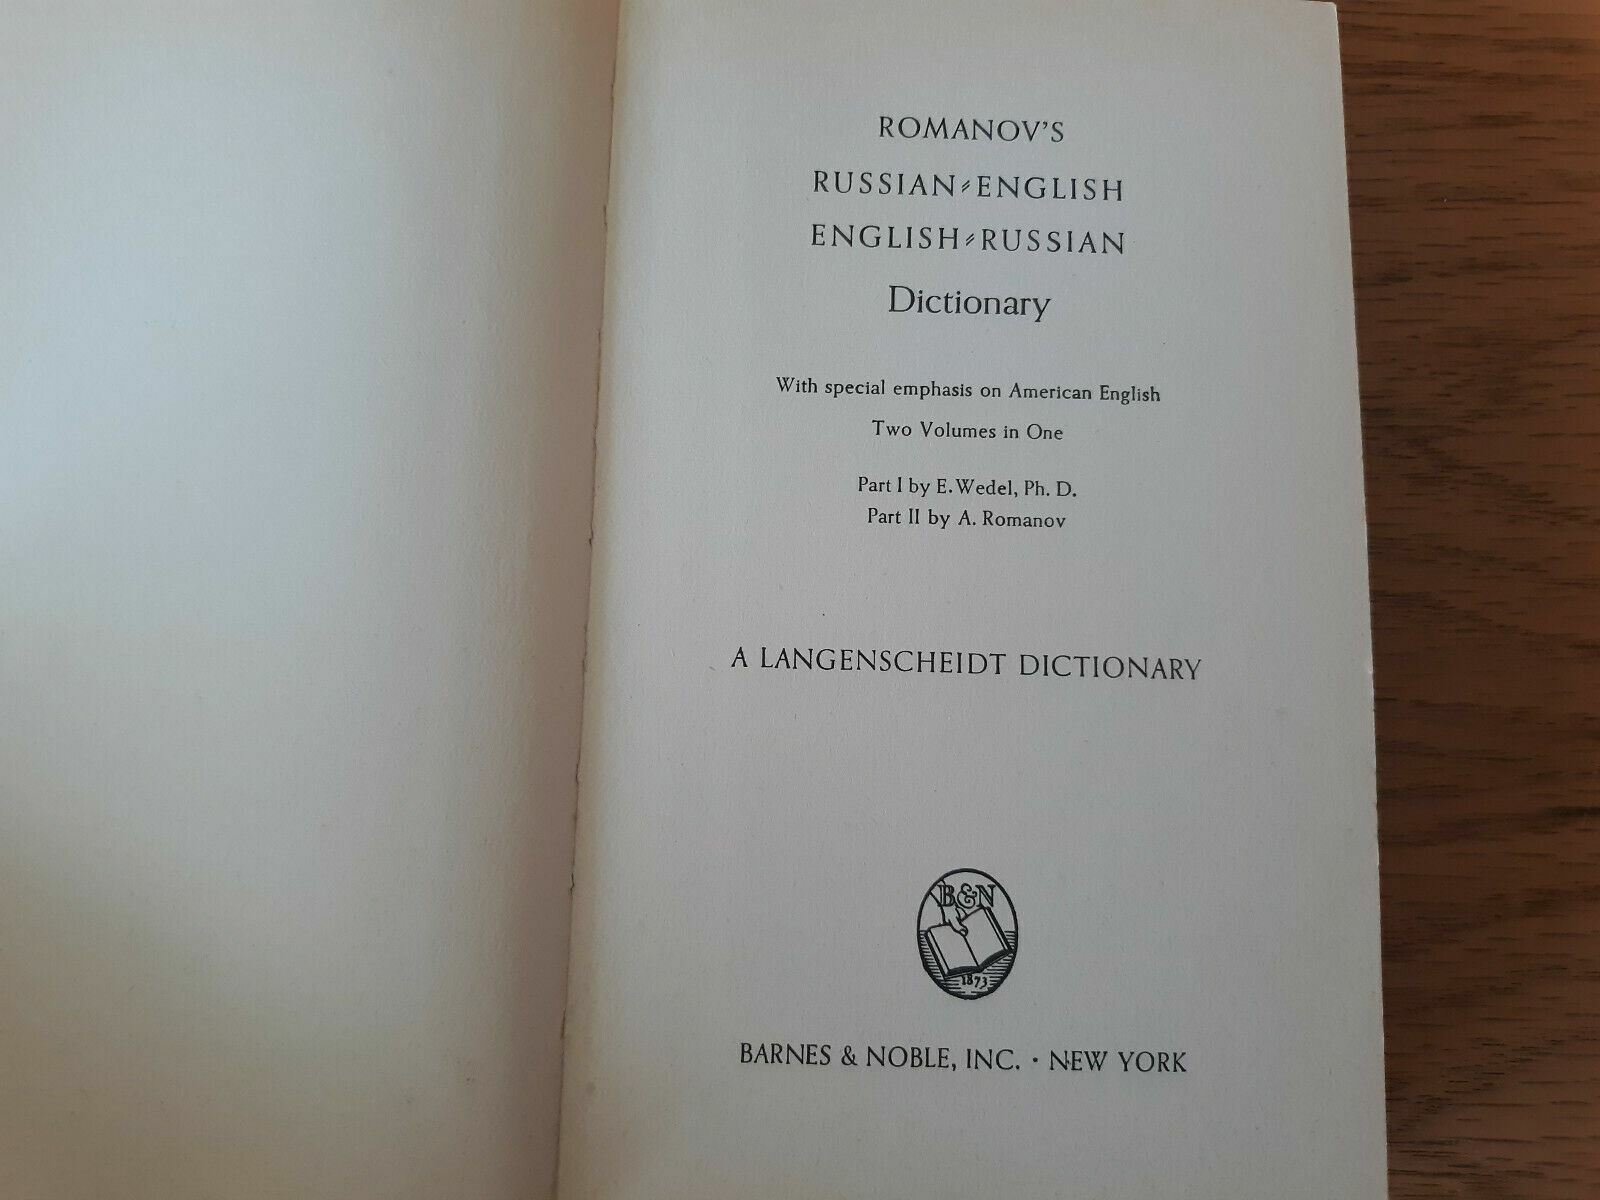 ROMANOV'S
RUSSIAN-ENGLISH
ENGLISH-RUSSIAN
Dictionary
With special emphasis on American English
Two Volumes in One
Part I by E. Wedel, Ph. D.
Part II by A. Romanov
A LANGENSCHEIDT DICTIONARY
B&N
1873
BARNES & NOBLE, INC. · NEW YORK